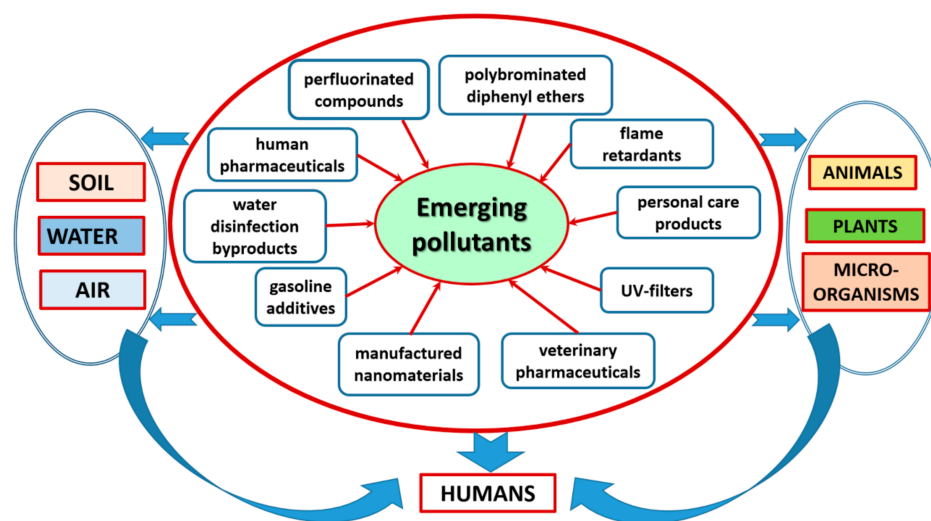 perfluorinated
compounds
polybrominated
diphenyl ethers
human
pharmaceuticals
flame
retardants
SOIL
WATER
AIR
water
disinfection
byproducts
Emerging
pollutants
personal care
products
ANIMALS
PLANTS
MICRO-
ORGANISMS
gasoline
additives
UV-filters
manufactured
nanomaterials
veterinary
pharmaceuticals
HUMANS